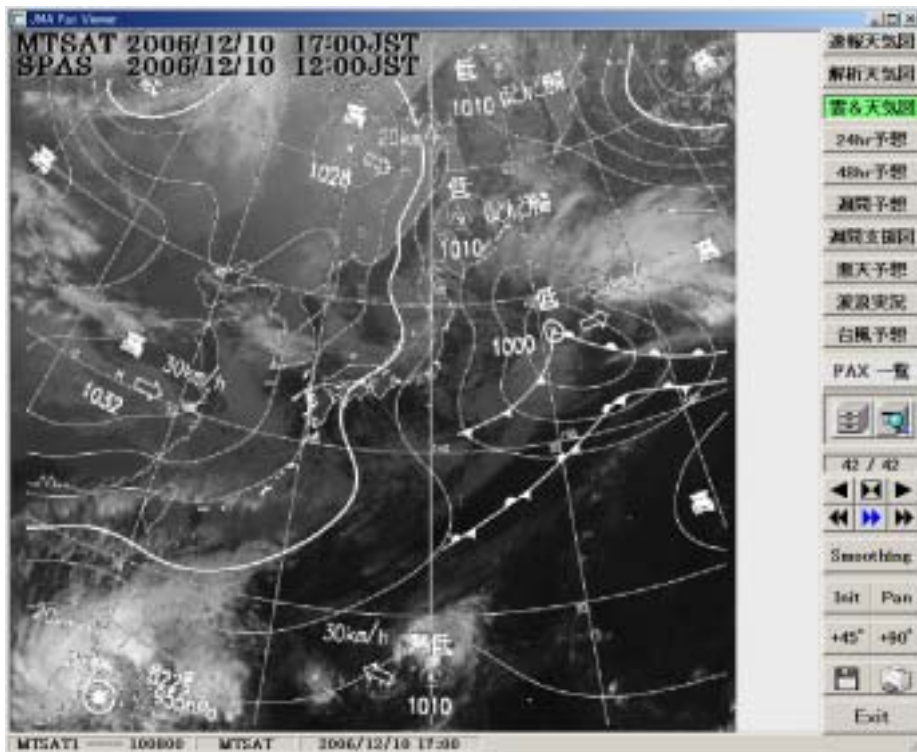 JMA Fax Viewer
MTSAT 2006/12/10 17:00JST
SPAS 2006/12/10 12:00JST
低
1010
高
1028
20km/h
高
低
1010
高
低
1000
高
30km/h
1032
高
30km/h
熱低
1010
速報天気図
解析天気図
雲&天気図
24hr予想
48hr予想
週間予想
週間支援図
悪天予想
波浪実況
台風予想
FAX 一覧
42 / 42
Smoothing
Init Pan
+45° +90°
Exit
MTSAT1 ---- 100800 MTSAT 2006/12/10 17:00